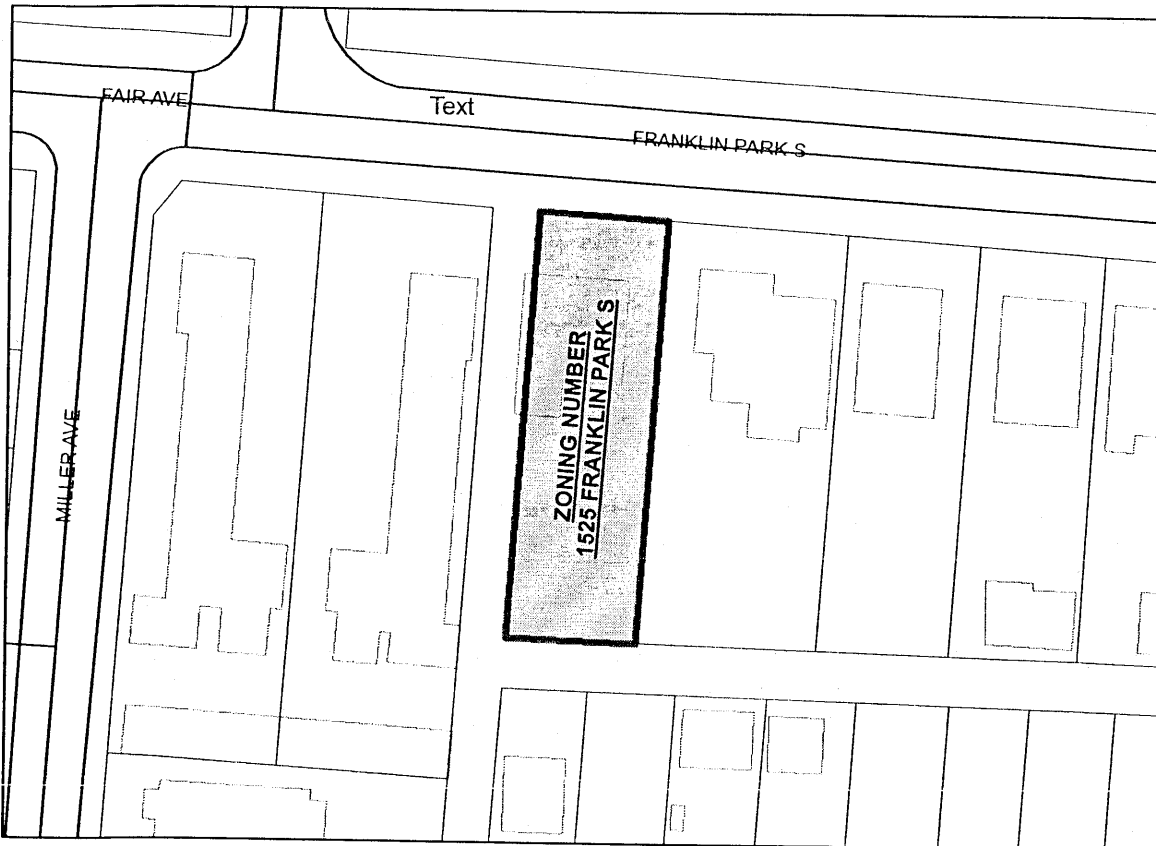 FAIR AVE
Text
FRANKLIN PARK S
MILLER AVE
ZONING NUMBER
1525 FRANKLIN PARK S